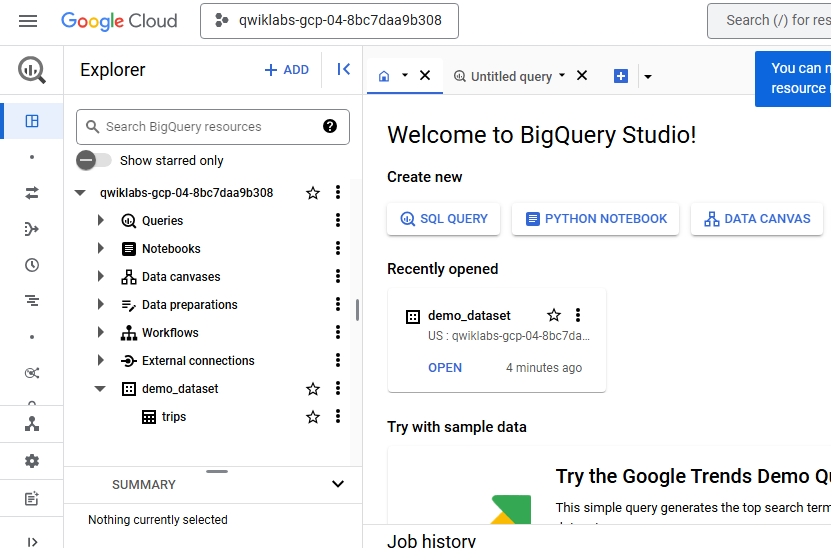 Google Cloud
qwiklabs-gcp-04-8bc7daa9b308
Search (/) for res
Explorer
+ ADD
Untitled query
You can n
resource
Search BigQuery resources
Show starred only
qwiklabs-gcp-04-8bc7daa9b308
Queries
Notebooks
Data canvases
Data preparations
Workflows
External connections
demo_dataset
trips
SUMMARY
Nothing currently selected
Welcome to BigQuery Studio!
Create new
SQL QUERY
PYTHON NOTEBOOK
DATA CANVAS
Recently opened
demo_dataset
US : qwiklabs-gcp-04-8bc7da...
OPEN
4 minutes ago
Try with sample data
Try the Google Trends Demo Qu
This simple query generates the top search term
Job history